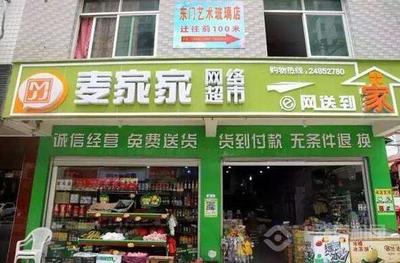 东门艺术玻璃店
迁往前100米
购物热线:24852780
麦家家
网络
超市
e网送到
家
诚信经营 免费送货 货到付款 无条件退换